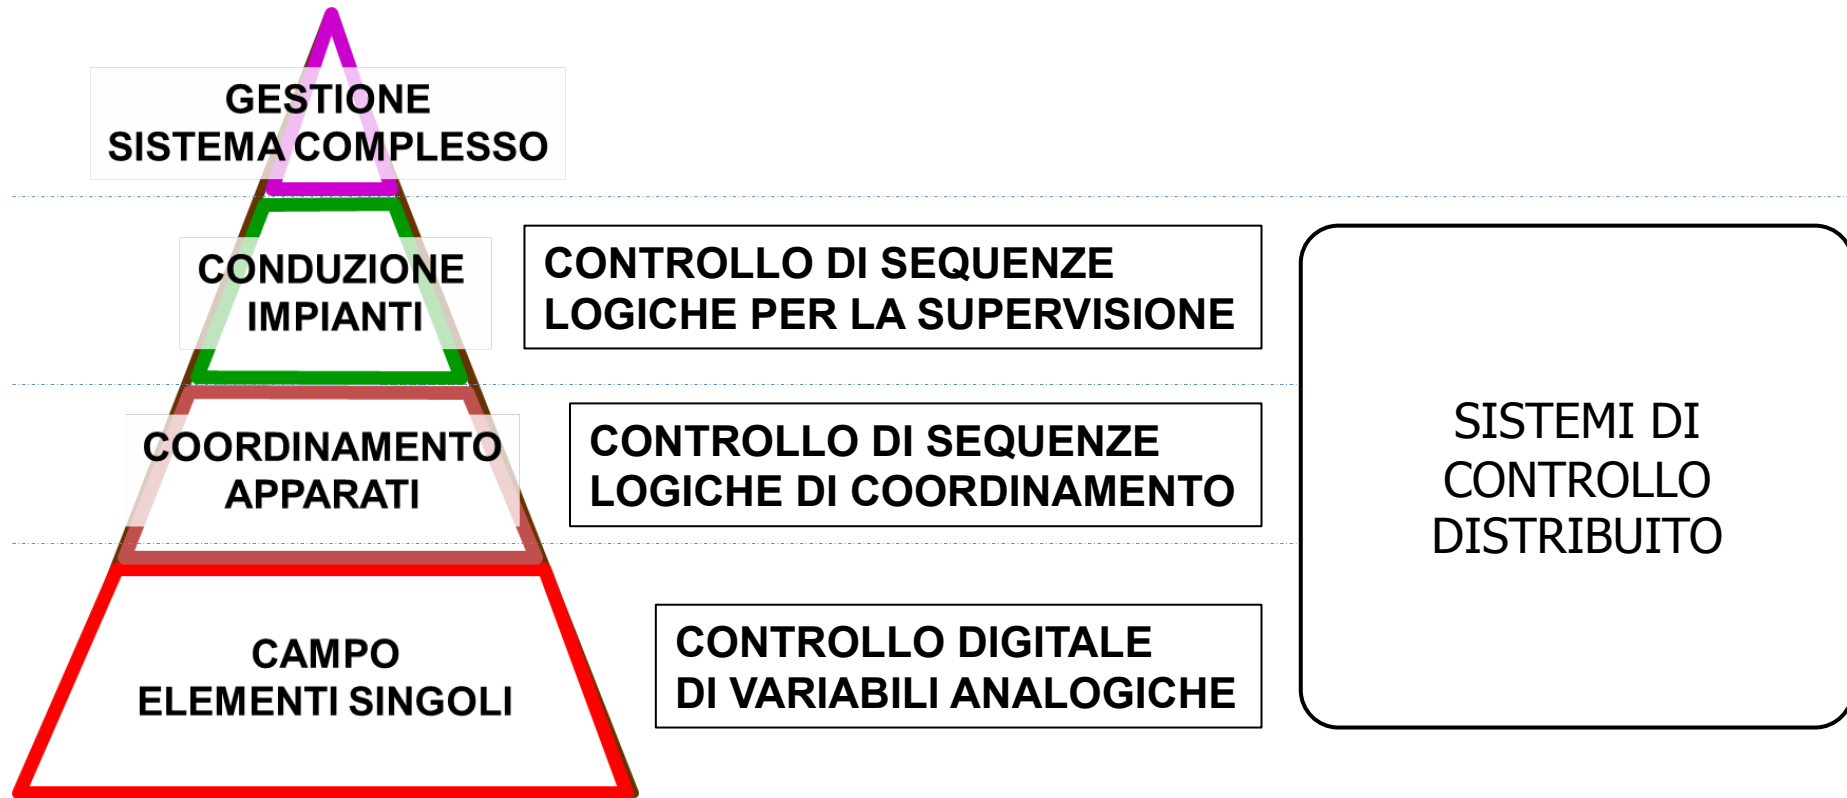 GESTIONE
SISTEMA COMPLESSO
CONDUZIONE
IMPIANTI
CONTROLLO DI SEQUENZE
LOGICHE PER LA SUPERVISIONE
COORDINAMENTO
APPARATI
CONTROLLO DI SEQUENZE
LOGICHE DI COORDINAMENTO
CAMPO
ELEMENTI SINGOLI
CONTROLLO DIGITALE
DI VARIABILI ANALOGICHE
SISTEMI DI
CONTROLLO
DISTRIBUITO